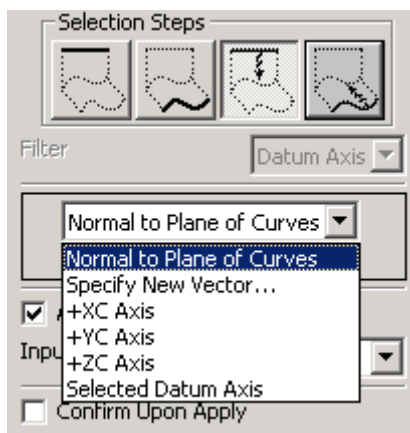 Selection Steps
Filter
Datum Axis
Normal to Plane of Curves
Normal to Plane of Curves
Specify New Vector...
+XC Axis
+YC Axis
+ZC Axis
Selected Datum Axis
Confirm Upon Apply